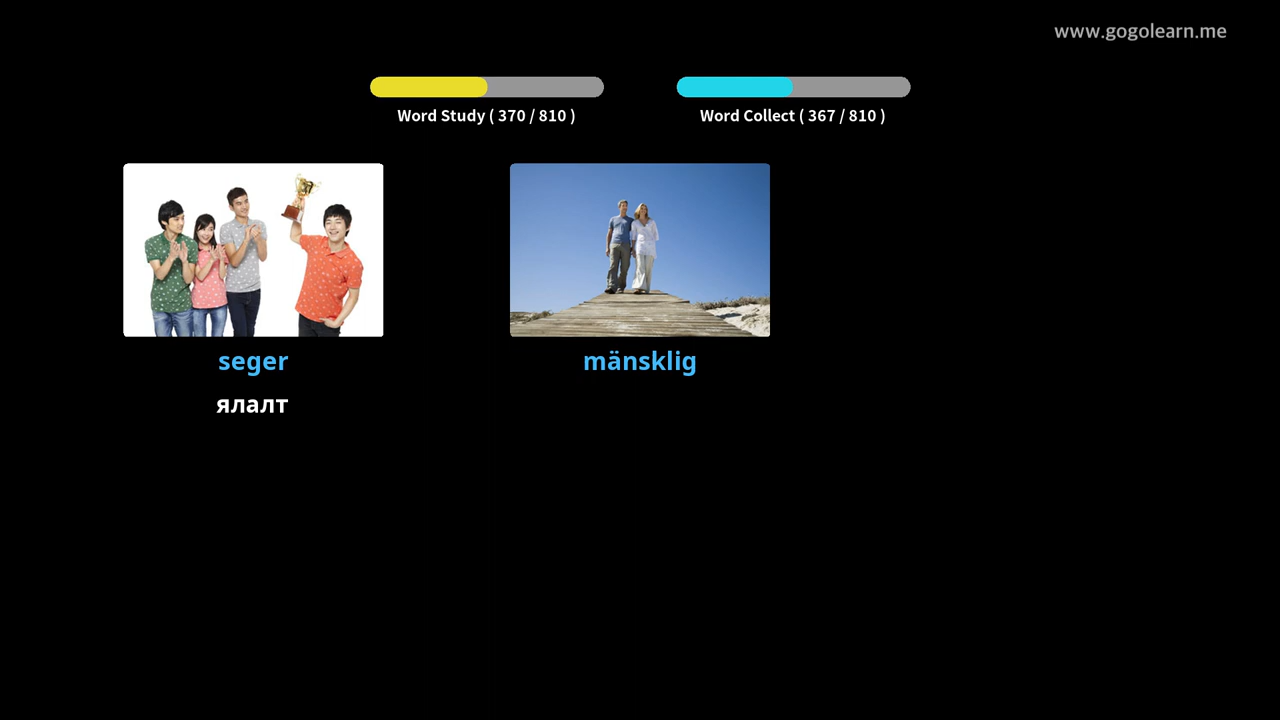 www.gogolearn.me
Word Study ( 370 / 810 )
Word Collect ( 367 / 810 )
seger
ялалт
mänsklig